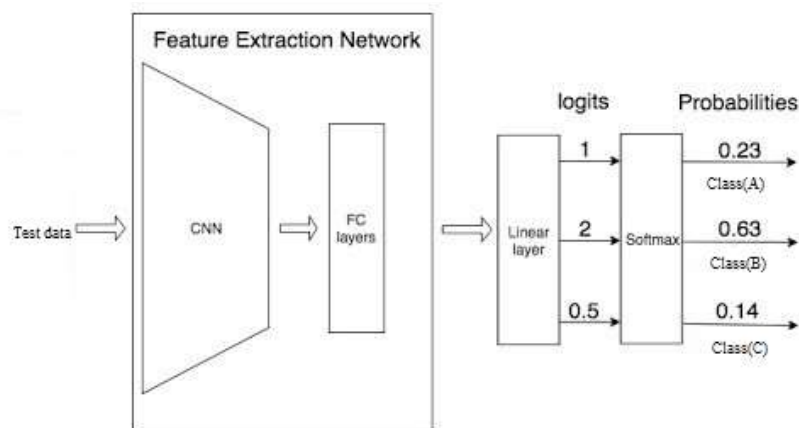 Feature Extraction Network
logits
Probabilities
Test data
CNN
FC
layers
Linear
layer
1
2
0.5
Softmax
0.23
Class(A)
0.63
Class(B)
0.14
Class(C)